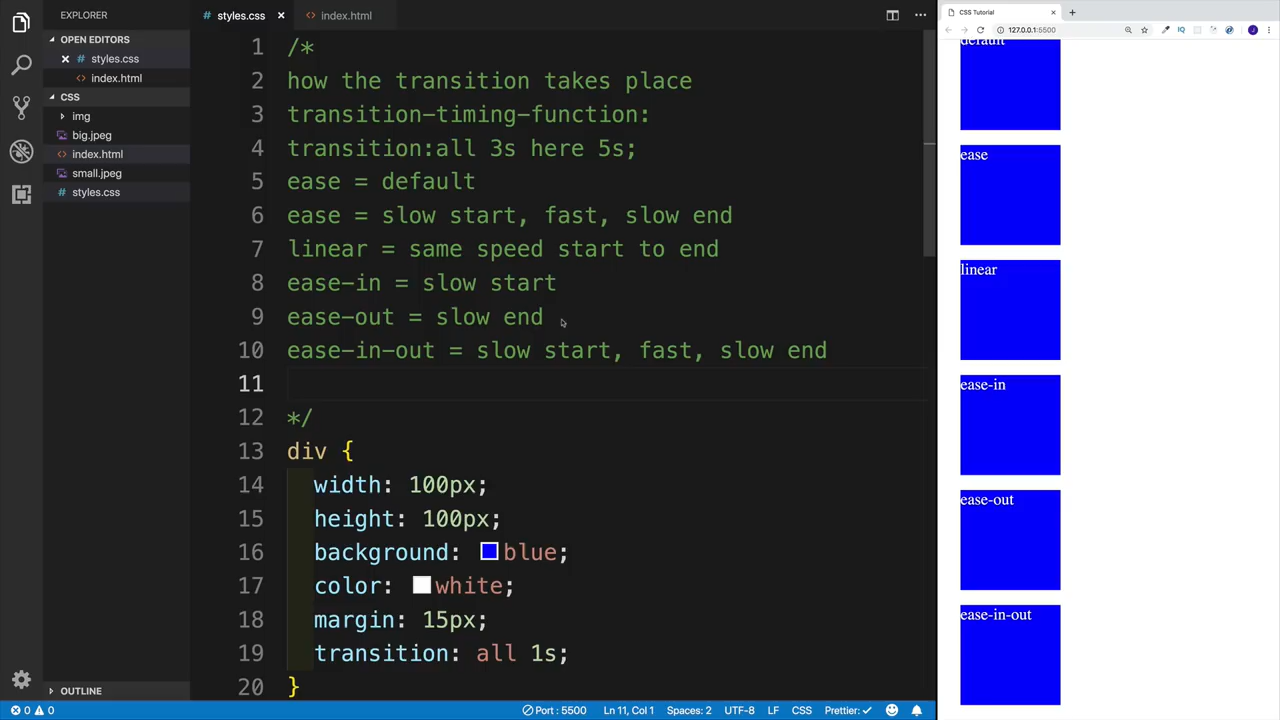 EXPLORER
OPEN EDITORS
styles.css
index.html
CSS
img
big.jpeg
index.html
small.jpeg
styles.css
OUTLINE
styles.css
index.html
1 /*
2 how the transition takes place
3 transition-timing-function:
4 transition:all 3s here 5s;
5 ease = default
6 ease = slow start, fast, slow end
7 linear = same speed start to end
8 ease-in = slow start
9 ease-out = slow end
10 ease-in-out = slow start, fast, slow end
11
12 */
13 div {
14 width: 100px;
15 height: 100px;
16 background: blue;
17 color: white;
18 margin: 15px;
19 transition: all 1s;
20 }
0 0
Port : 5500
Ln 11, Col 1
Spaces: 2
UTF-8
LF
CSS
Prettier:
CSS Tutorial
127.0.0.1:5500
IQ
J
default
ease
linear
ease-in
ease-out
ease-in-out